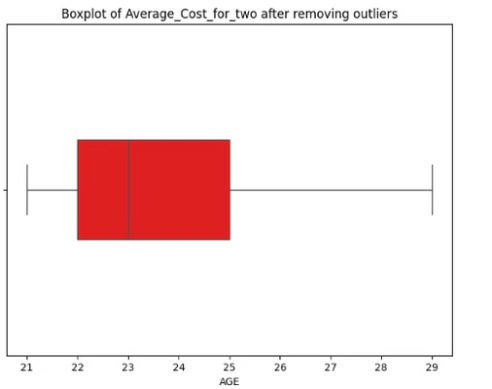 Boxplot of Average_Cost_for_two after removing outliers
21 22 23 24 25 26 27 28 29
AGE